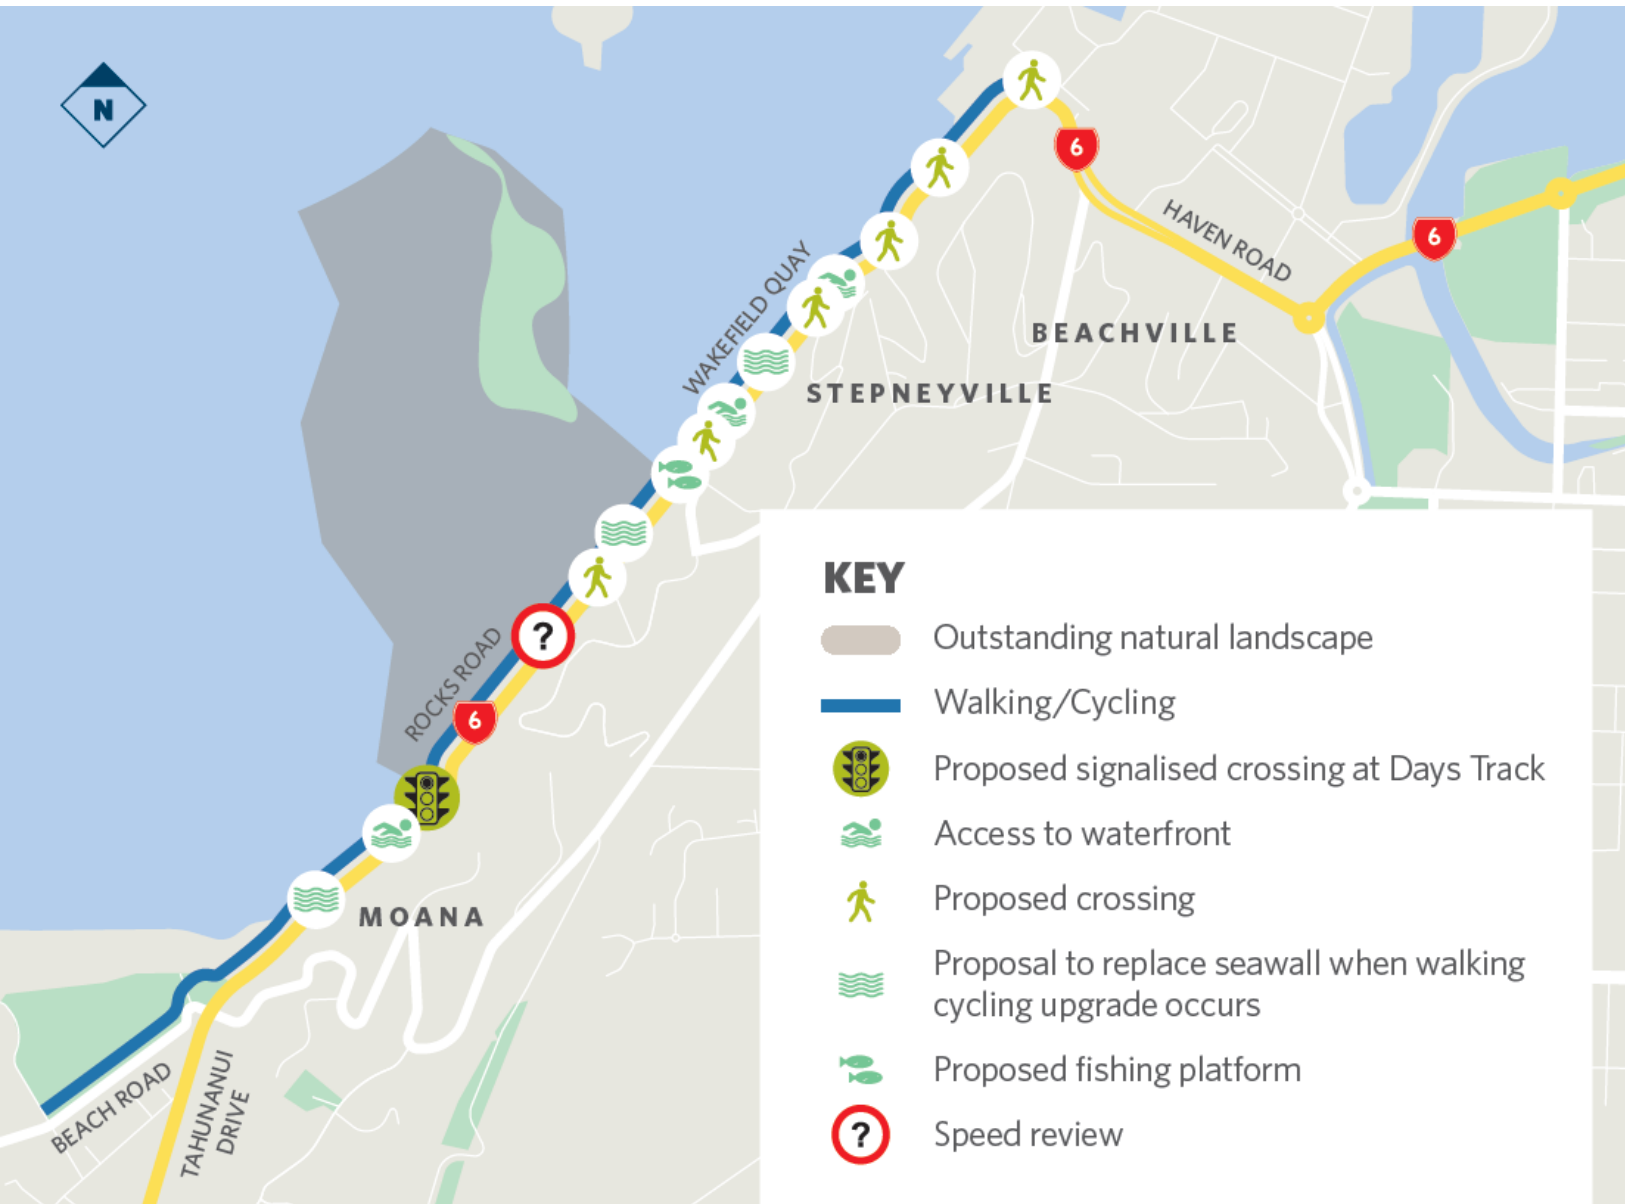 N
6
HAVEN ROAD
6
WAKEFIELD QUAY
BEACHVILLE
STEPNEYVILLE
?
ROCKS ROAD
6
MOANA
BEACH ROAD
TAHUNANUI
DRIVE
KEY
Outstanding natural landscape
Walking/Cycling
Proposed signalised crossing at Days Track
Access to waterfront
Proposed crossing
Proposal to replace seawall when walking
cycling upgrade occurs
Proposed fishing platform
?
Speed review